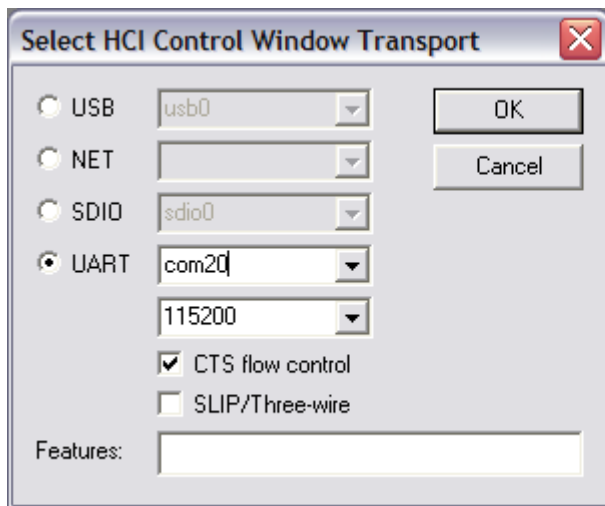 Select HCI Control Window Transport
USB usb0 OK
NET Cancel
SDIO sdio0
UART com20
115200
CTS flow control
SLIP/Three-wire
Features: